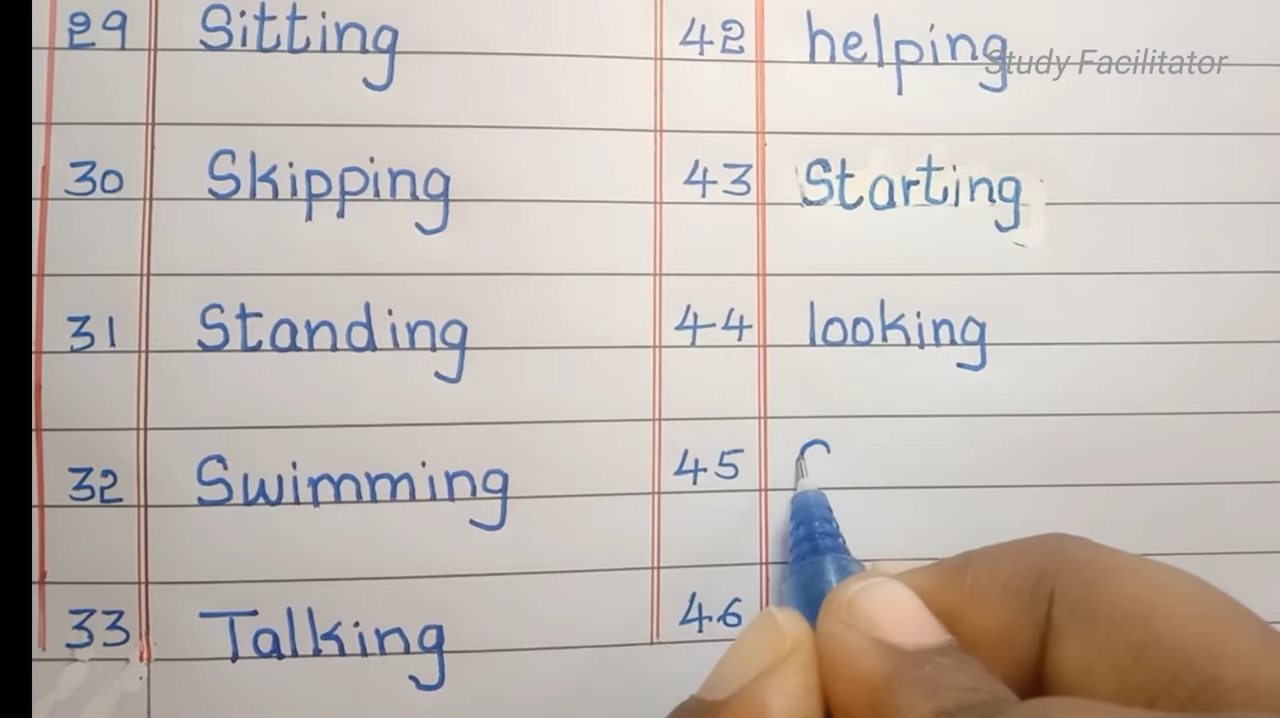 29 Sitting
30 Skipping
31 Standing
32 Swimming
33 Talking
42 helping
Study Facilitator
43 Starting
44 looking
45
46